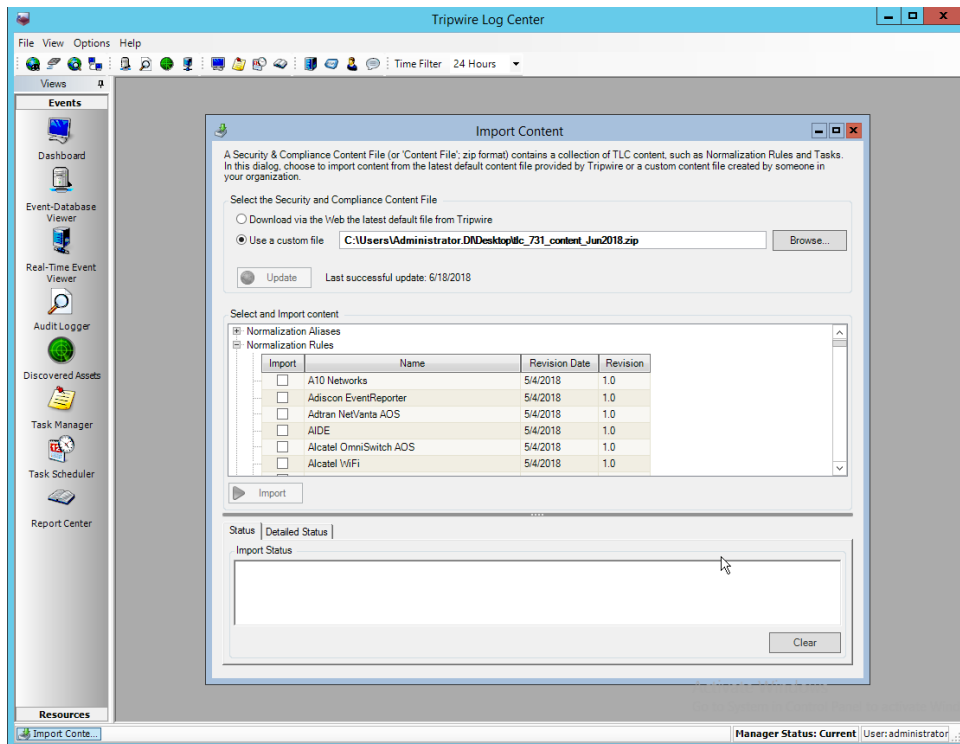 Tripwire Log Center
File View Options Help
Time Filter 24 Hours
Views
Events
Dashboard
Event-Database
Viewer
Real-Time Event
Viewer
Audit Logger
Discovered Assets
Task Manager
Task Scheduler
Report Center
Resources
Import Content
A Security & Compliance Content File (or 'Content File'; zip format) contains a collection of TLC content, such as Normalization Rules and Tasks.
In this dialog, choose to import content from the latest default content file provided by Tripwire or a custom content file created by someone in
your organization.
Select the Security and Compliance Content File
Download via the Web the latest default file from Tripwire
Use a custom file C:\Users\Administrator.DI\Desktop\tlc_731_content_Jun2018.zip Browse...
Update Last successful update: 6/18/2018
Select and Import content
Normalization Aliases
Normalization Rules
Import Name Revision Date Revision
A10 Networks 5/4/2018 1.0
Adiscon EventReporter 5/4/2018 1.0
Adtran NetVanta AOS 5/4/2018 1.0
AIDE 5/4/2018 1.0
Alcatel OmniSwitch AOS 5/4/2018 1.0
Alcatel WiFi 5/4/2018 1.0
Import
Status Detailed Status
Import Status
Clear
Import Conte... Manager Status: Current User: administrator